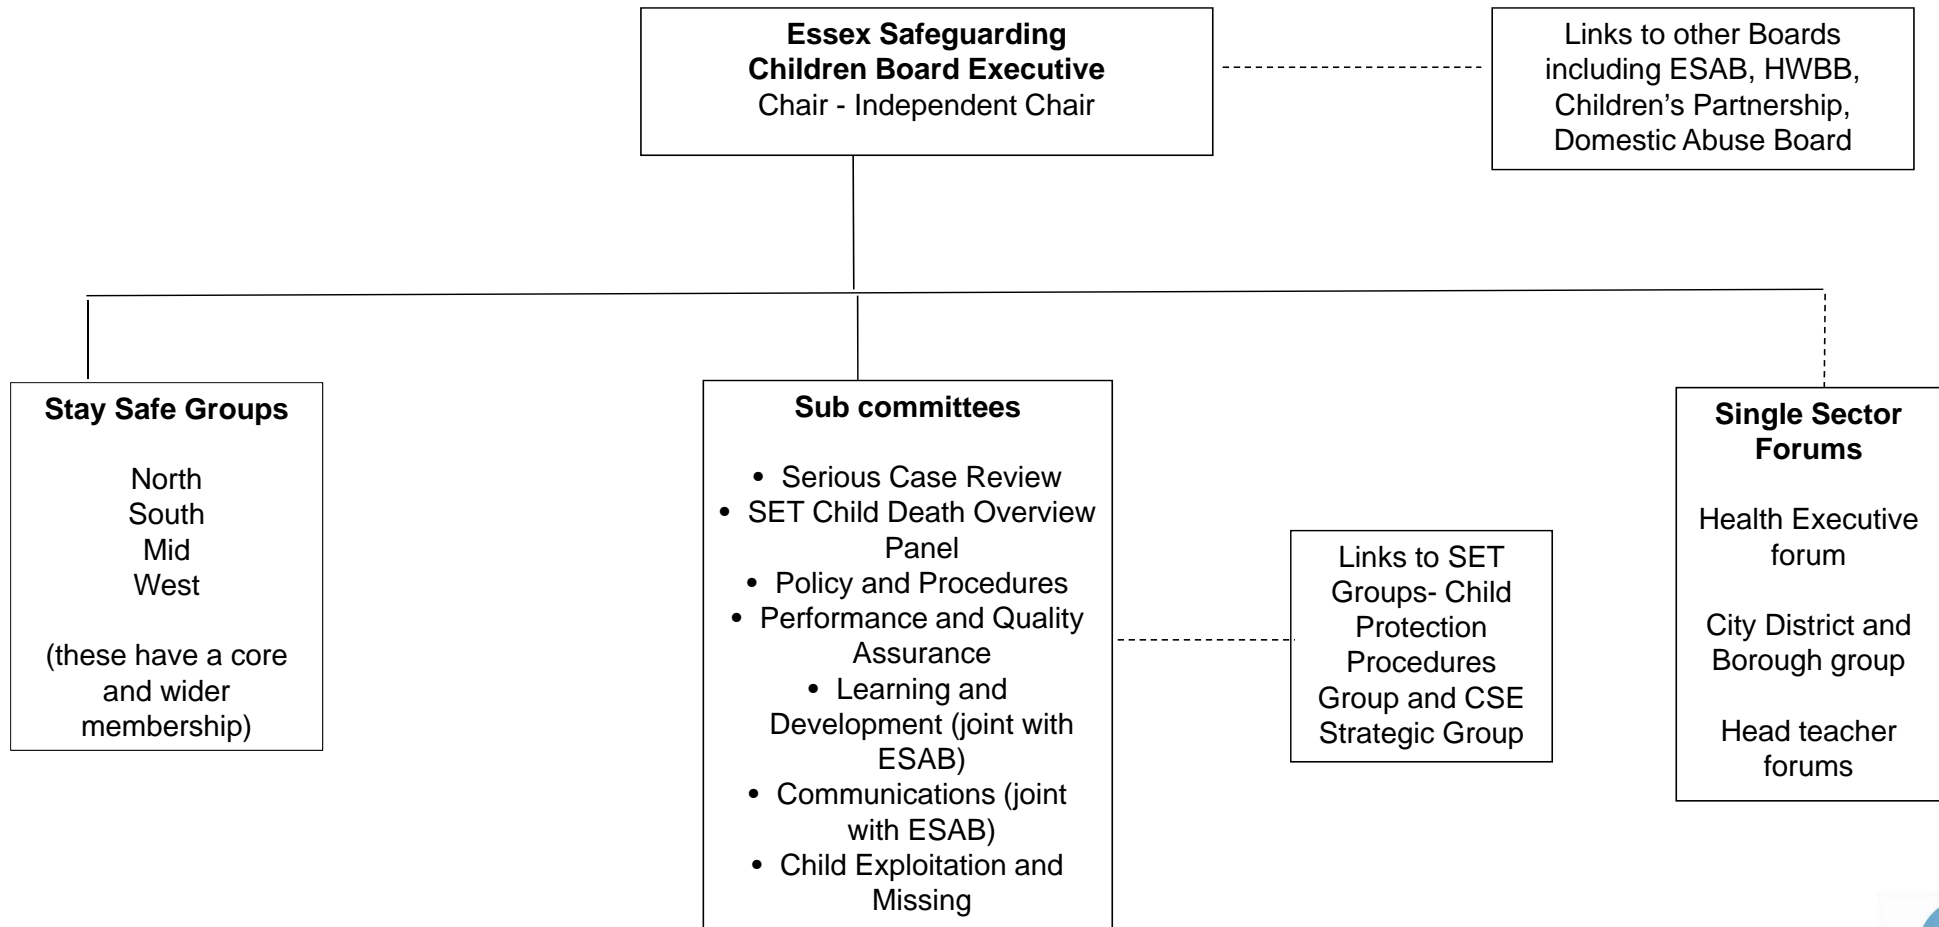 Essex Safeguarding
Children Board Executive
Chair - Independent Chair
Links to other Boards
including ESAB, HWBB,
Children’s Partnership,
Domestic Abuse Board
Stay Safe Groups
North
South
Mid
West
(these have a core
and wider
membership)
Sub committees
• Serious Case Review
• SET Child Death Overview
Panel
• Policy and Procedures
• Performance and Quality
Assurance
• Learning and
Development (joint with
ESAB)
• Communications (joint
with ESAB)
• Child Exploitation and
Missing
Links to SET
Groups- Child
Protection
Procedures
Group and CSE
Strategic Group
Single Sector
Forums
Health Executive
forum
City District and
Borough group
Head teacher
forums